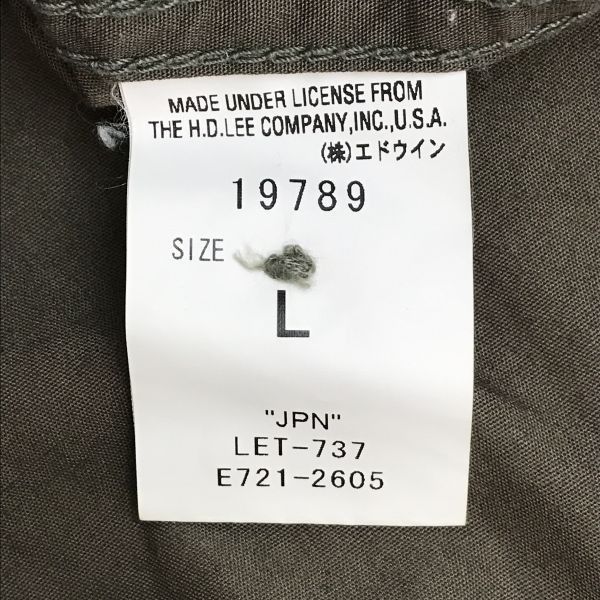 MADE UNDER LICENSE FROM
THE H.D.LEE COMPANY,INC.,U.S.A.
(株)エドウイン
19789
SIZE
L
"JPN"
LET-737
E721-2605